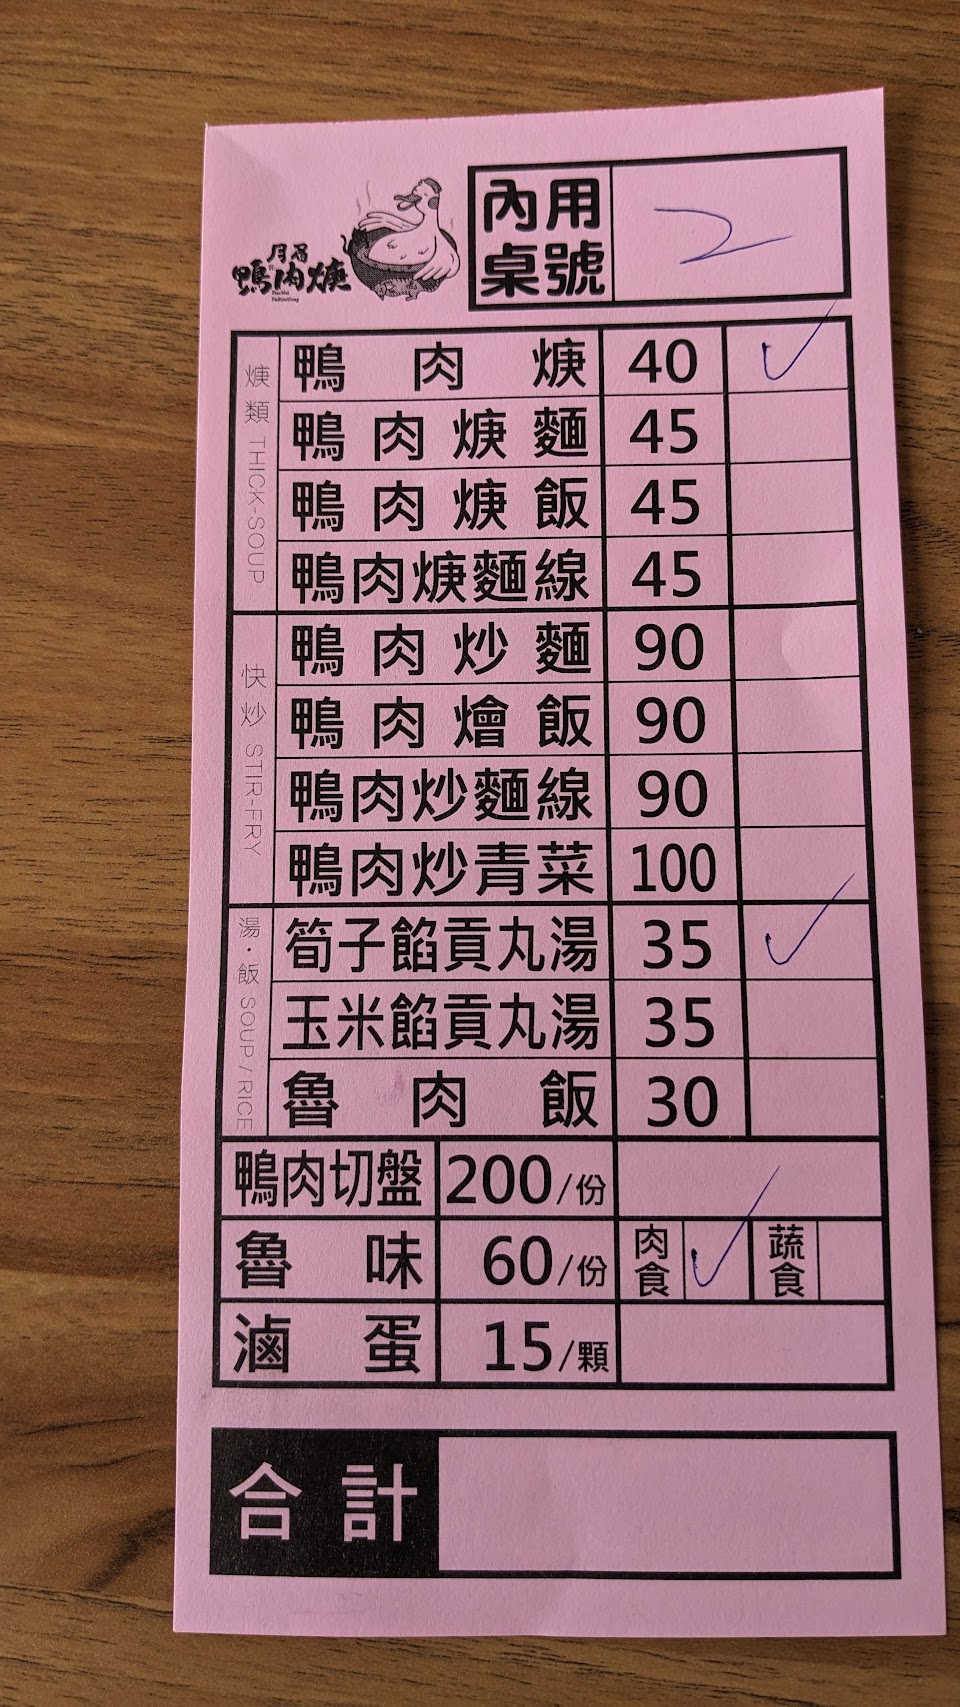 月眉
鴨肉焿
內用桌號 2
焿類 THICK-SOUP
鴨肉焿 40 ✓
鴨肉焿麵 45
鴨肉焿飯 45
鴨肉焿麵線 45
快炒 STIR-FRY
鴨肉炒麵 90
鴨肉燴飯 90
鴨肉炒麵線 90
鴨肉炒青菜 100
湯·飯 SOUP / RICE
筍子餡貢丸湯 35 ✓
玉米餡貢丸湯 35
魯肉飯 30
鴨肉切盤 200/份
魯味 60/份 肉食 ✓ 蔬食
滷蛋 15/顆
合計